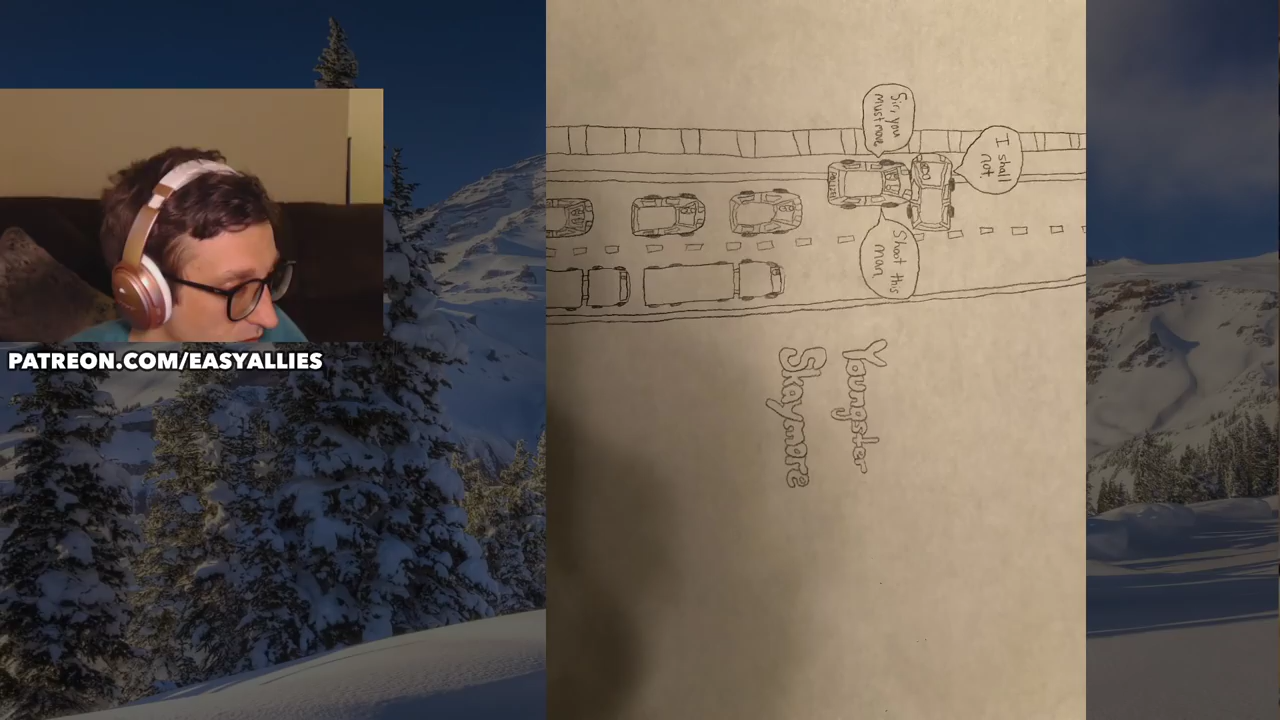 PATREON.COM/EASYALLIES
I shall
not.
Sir, you
must move.
Shoot this
man
Youngster
Skaymore